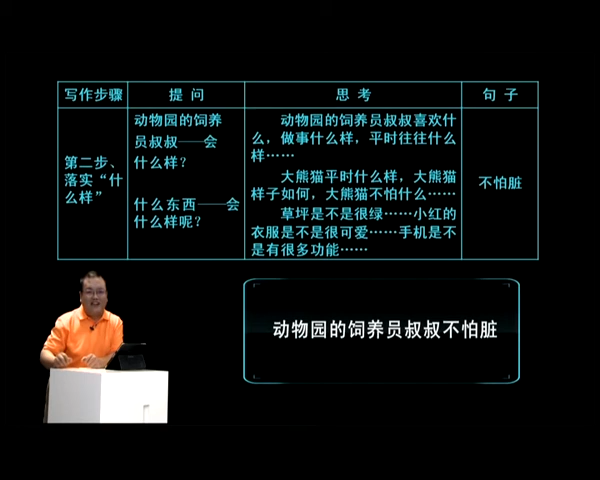 写作步骤 提 问 思 考 句 子
第二步、
落实“什
么样”
动物园的饲养
员叔叔——会
什么样？
什么东西——会
什么样呢？
动物园的饲养员叔叔喜欢什
么，做事什么样，平时往往什么
样……
大熊猫平时什么样，大熊猫
样子如何，大熊猫不怕什么……
草坪是不是很绿……小红的
衣服是不是很可爱……手机是不
是有很多功能……
不怕脏
动物园的饲养员叔叔不怕脏